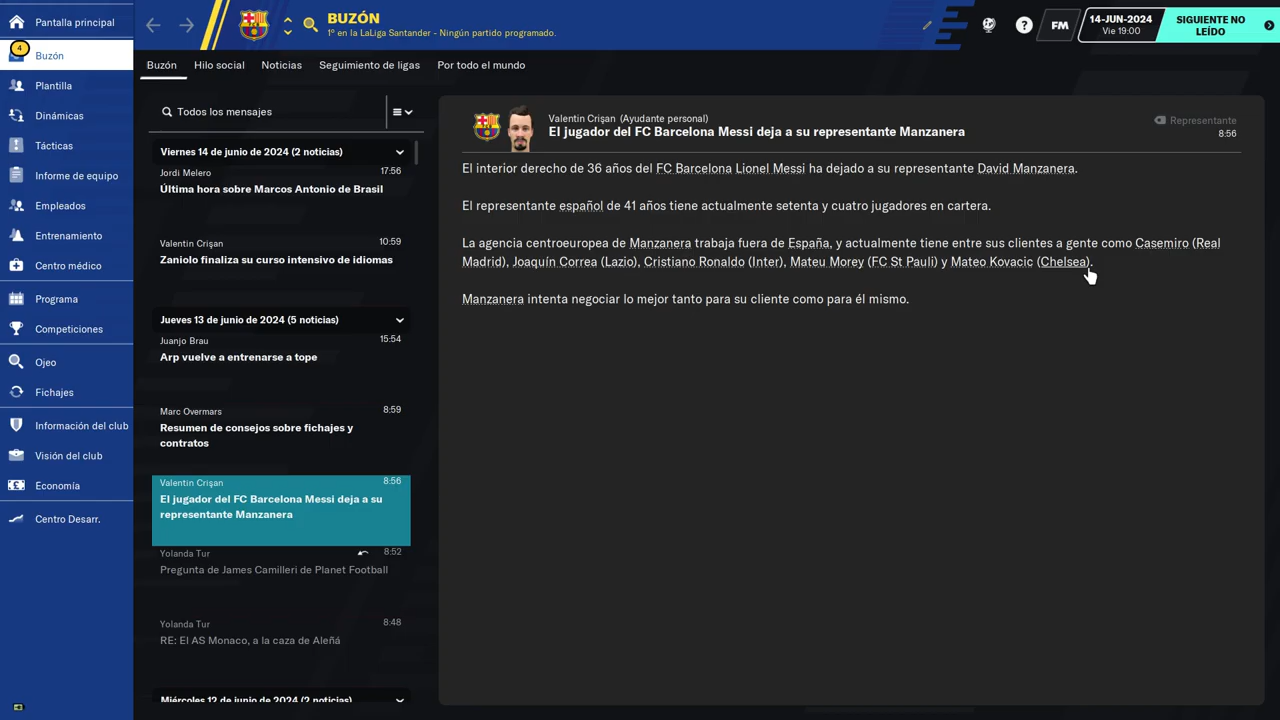 Pantalla principal
4
Buzón
Plantilla
Dinámicas
Tácticas
Informe de equipo
Empleados
Entrenamiento
Centro médico
Programa
Competiciones
Ojeo
Fichajes
Información del club
Visión del club
Economía
Centro Desarr.
BUZÓN
1º en la LaLiga Santander - Ningún partido programado.
FM
14-JUN-2024
Vie 19:00
SIGUIENTE NO
LEÍDO
Buzón
Hilo social
Noticias
Seguimiento de ligas
Por todo el mundo
Todos los mensajes
Viernes 14 de junio de 2024 (2 noticias)
Jordi Melero 17:56
Última hora sobre Marcos Antonio de Brasil
Valentin Crişan 10:59
Zaniolo finaliza su curso intensivo de idiomas
Jueves 13 de junio de 2024 (5 noticias)
Juanjo Brau 15:54
Arp vuelve a entrenarse a tope
Marc Overmars 8:59
Resumen de consejos sobre fichajes y
contratos
Valentin Crişan 8:56
El jugador del FC Barcelona Messi deja a su
representante Manzanera
Yolanda Tur 8:52
Pregunta de James Camilleri de Planet Football
Yolanda Tur 8:48
RE: El AS Monaco, a la caza de Aleñá
Miércoles 12 de junio de 2024 (2 noticias)
Valentin Crişan (Ayudante personal)
El jugador del FC Barcelona Messi deja a su representante Manzanera
Representante
8:56
El interior derecho de 36 años del FC Barcelona Lionel Messi ha dejado a su representante David Manzanera.
El representante español de 41 años tiene actualmente setenta y cuatro jugadores en cartera.
La agencia centroeuropea de Manzanera trabaja fuera de España, y actualmente tiene entre sus clientes a gente como Casemiro (Real
Madrid), Joaquín Correa (Lazio), Cristiano Ronaldo (Inter), Mateu Morey (FC St Pauli) y Mateo Kovacic (Chelsea).
Manzanera intenta negociar lo mejor tanto para su cliente como para él mismo.